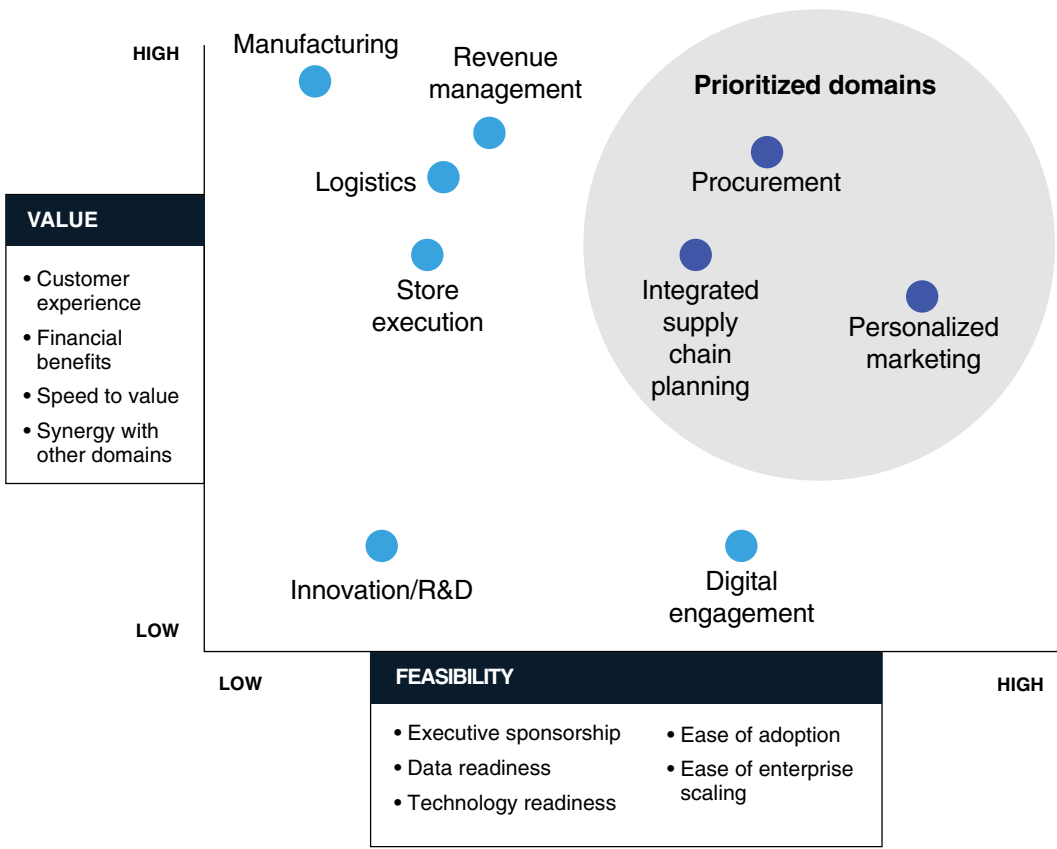 HIGH
Manufacturing
Revenue
management
Prioritized domains
Logistics
Procurement
VALUE
• Customer
experience
• Financial
benefits
• Speed to value
• Synergy with
other domains
Store
execution
Integrated
supply
chain
planning
Personalized
marketing
Innovation/R&D
Digital
engagement
LOW
LOW
FEASIBILITY
HIGH
• Executive sponsorship
• Data readiness
• Technology readiness
• Ease of adoption
• Ease of enterprise
scaling